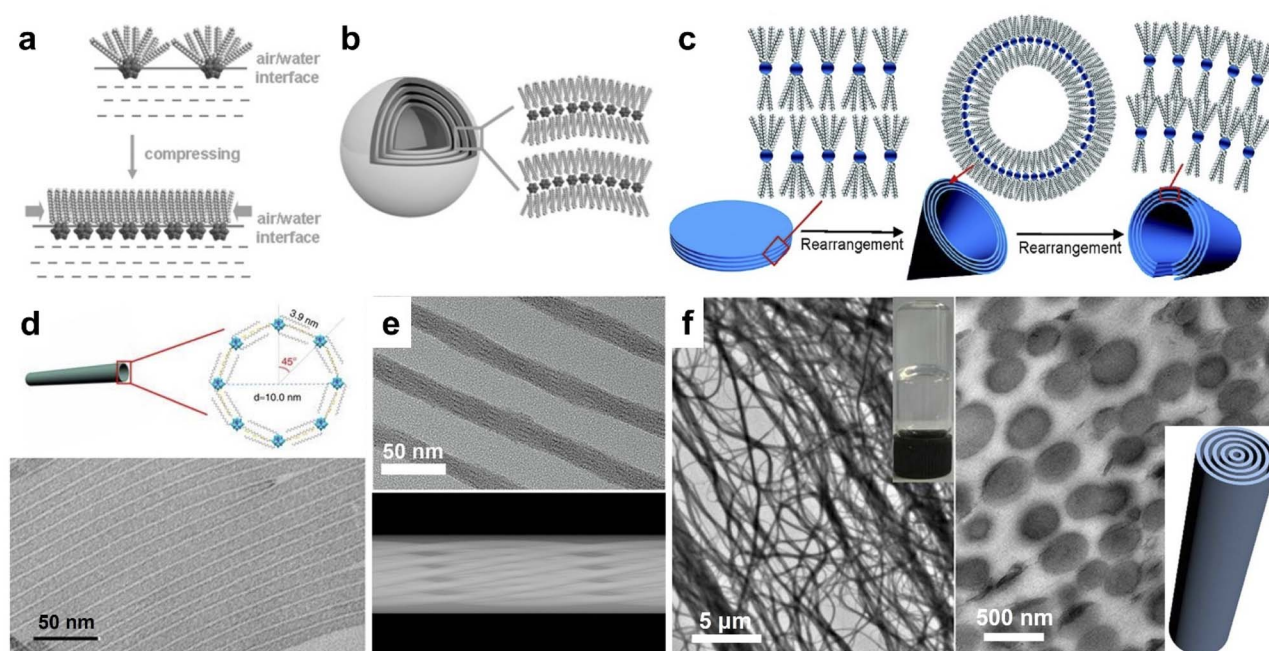 a
air/water
interface
compressing
air/water
interface
b
c
Rearrangement
Rearrangement
d
3.9 nm
45°
d=10.0 nm
50 nm
e
50 nm
f
5 μm
500 nm